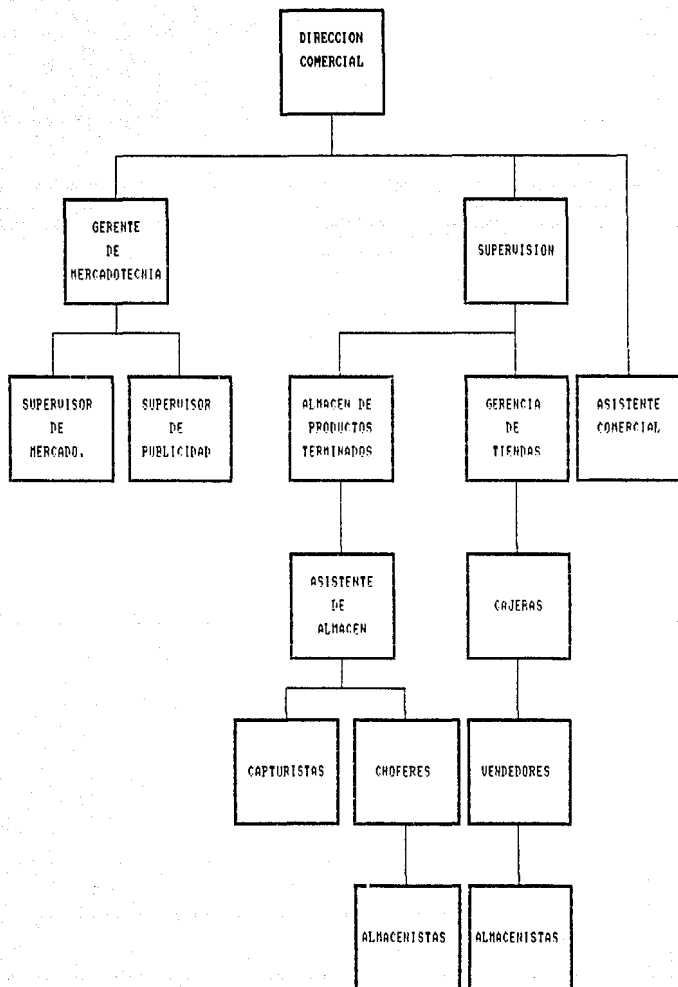 DIRECCION
COMERCIAL
GERENTE
DE
MERCADOTECNIA
SUPERVISION
SUPERVISOR
DE
MERCADO.
SUPERVISOR
DE
PUBLICIDAD
ALMACEN DE
PRODUCTOS
TERMINADOS
GERENCIA
DE
TIENDAS
ASISTENTE
COMERCIAL
ASISTENTE
DE
ALMACEN
CAJERAS
CAPTURISTAS
CHOFERES
VENDEDORES
ALMACENISTAS
ALMACENISTAS